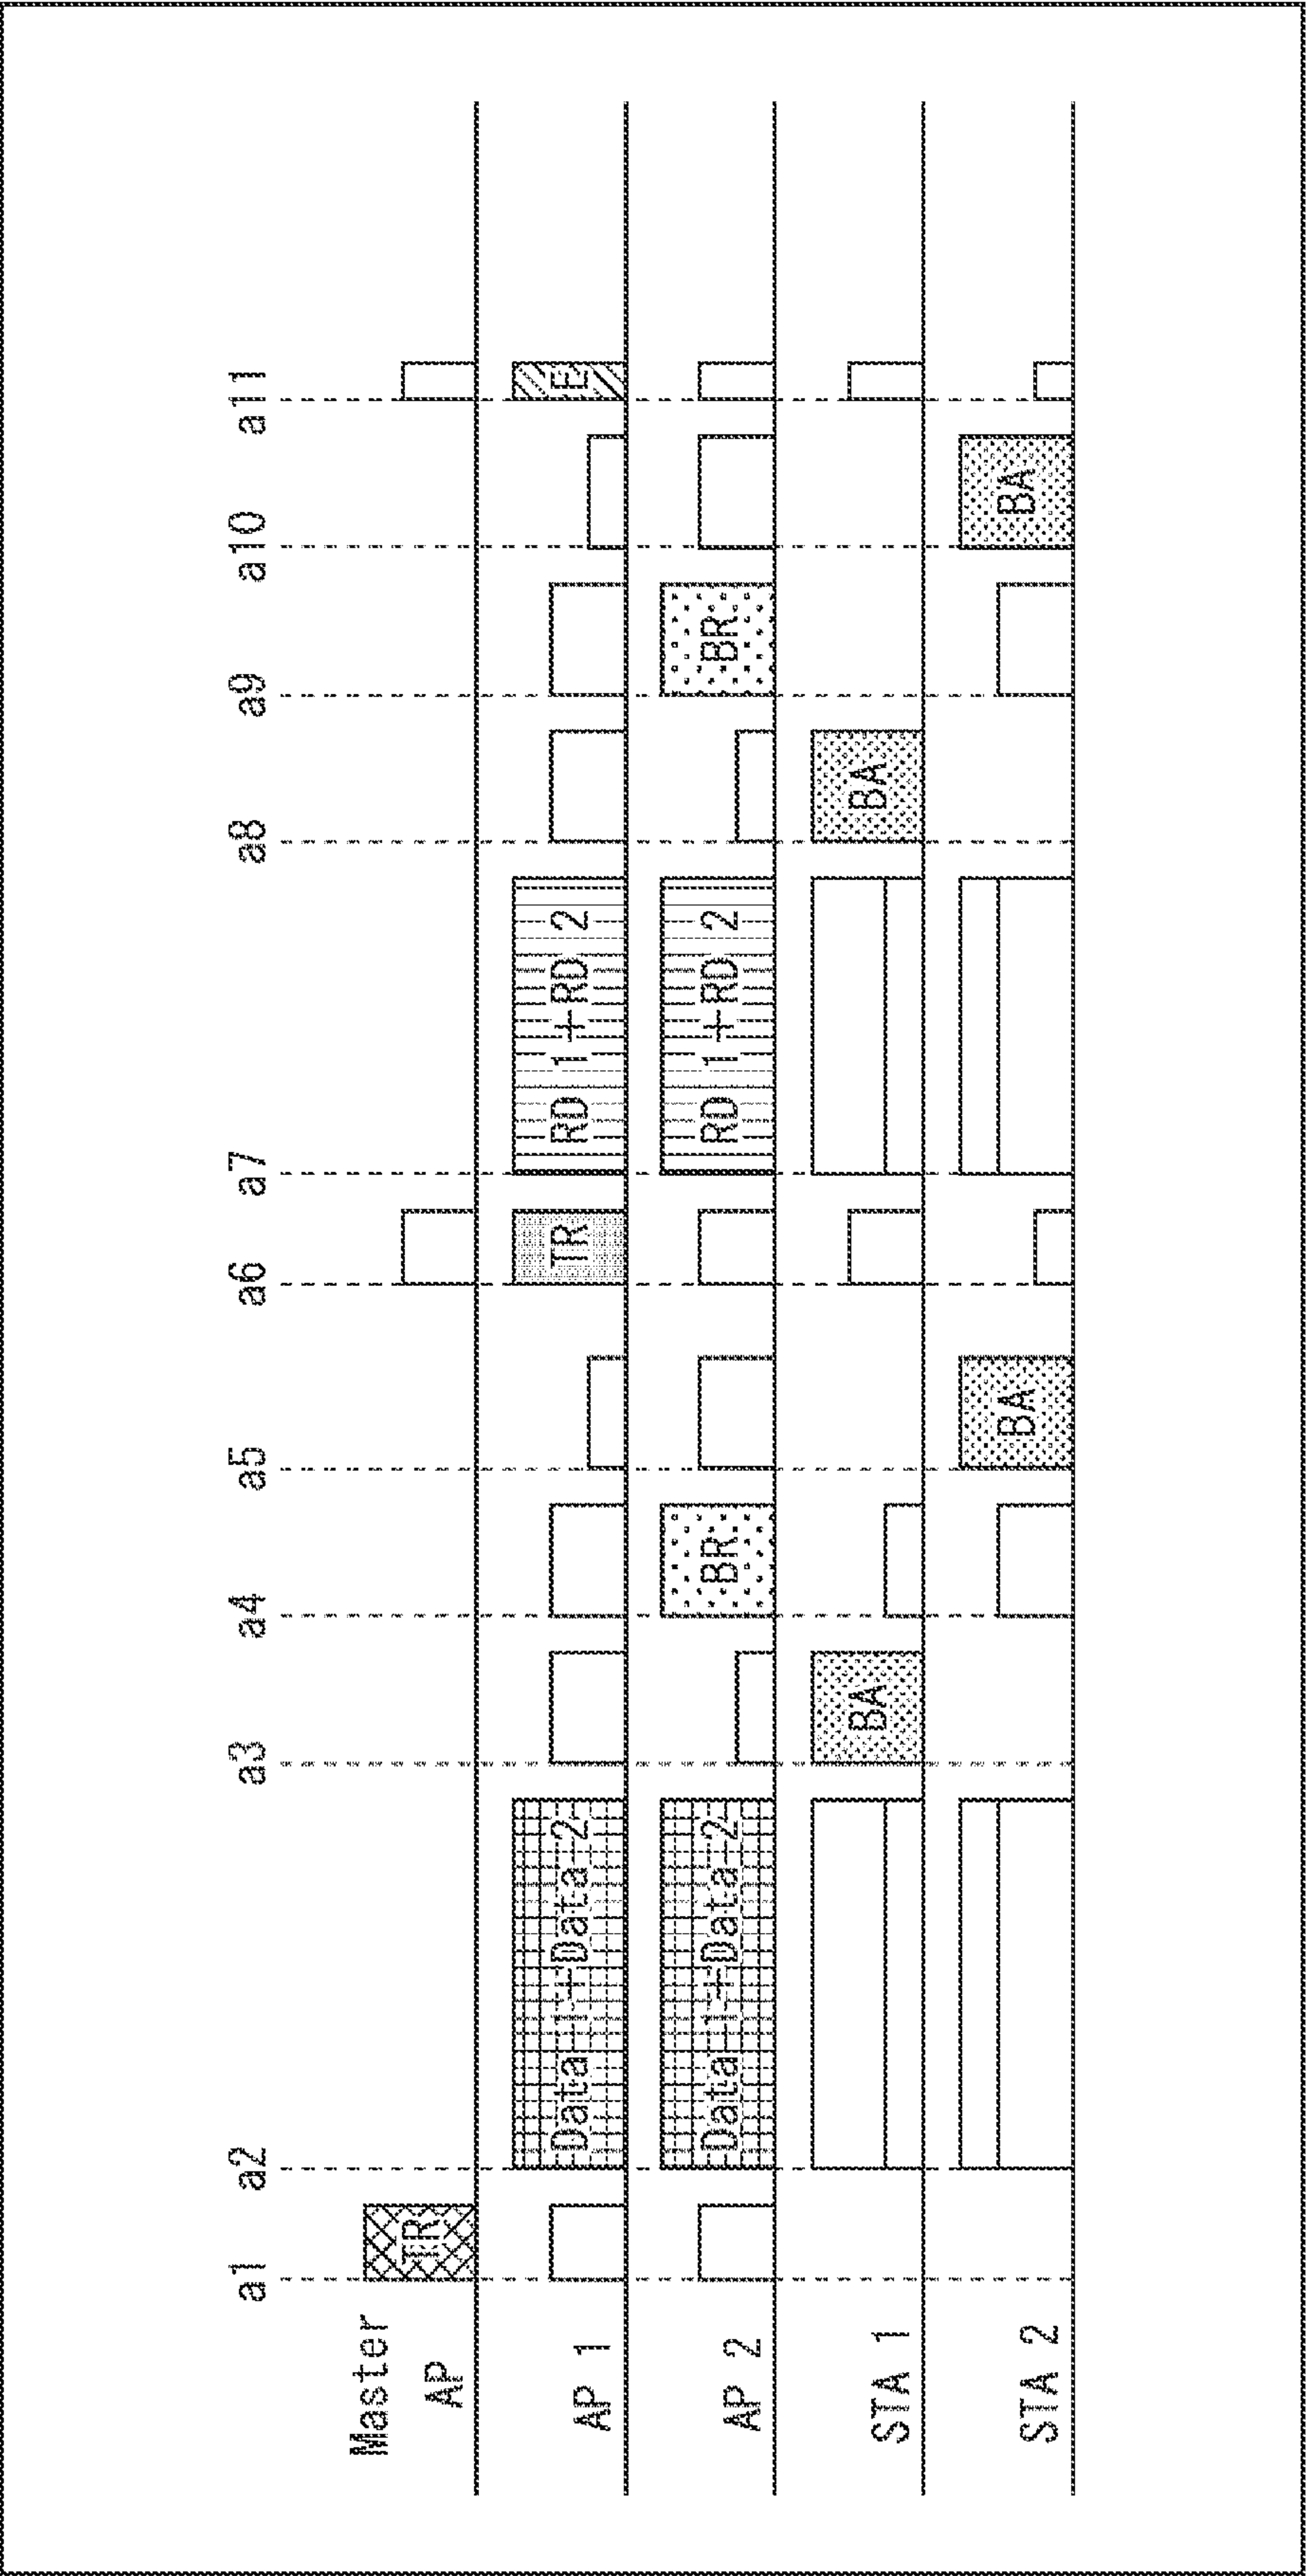 a1 a2 a3 a4 a5 a6 a7 a8 a9 a10 a11
Master
AP
TR
AP 1
Data 1+Data 2
TR
RD 1+RD 2
E
AP 2
Data 1+Data 2
BR
RD 1+RD 2
BR
STA 1
BA
BA
STA 2
BA
BA